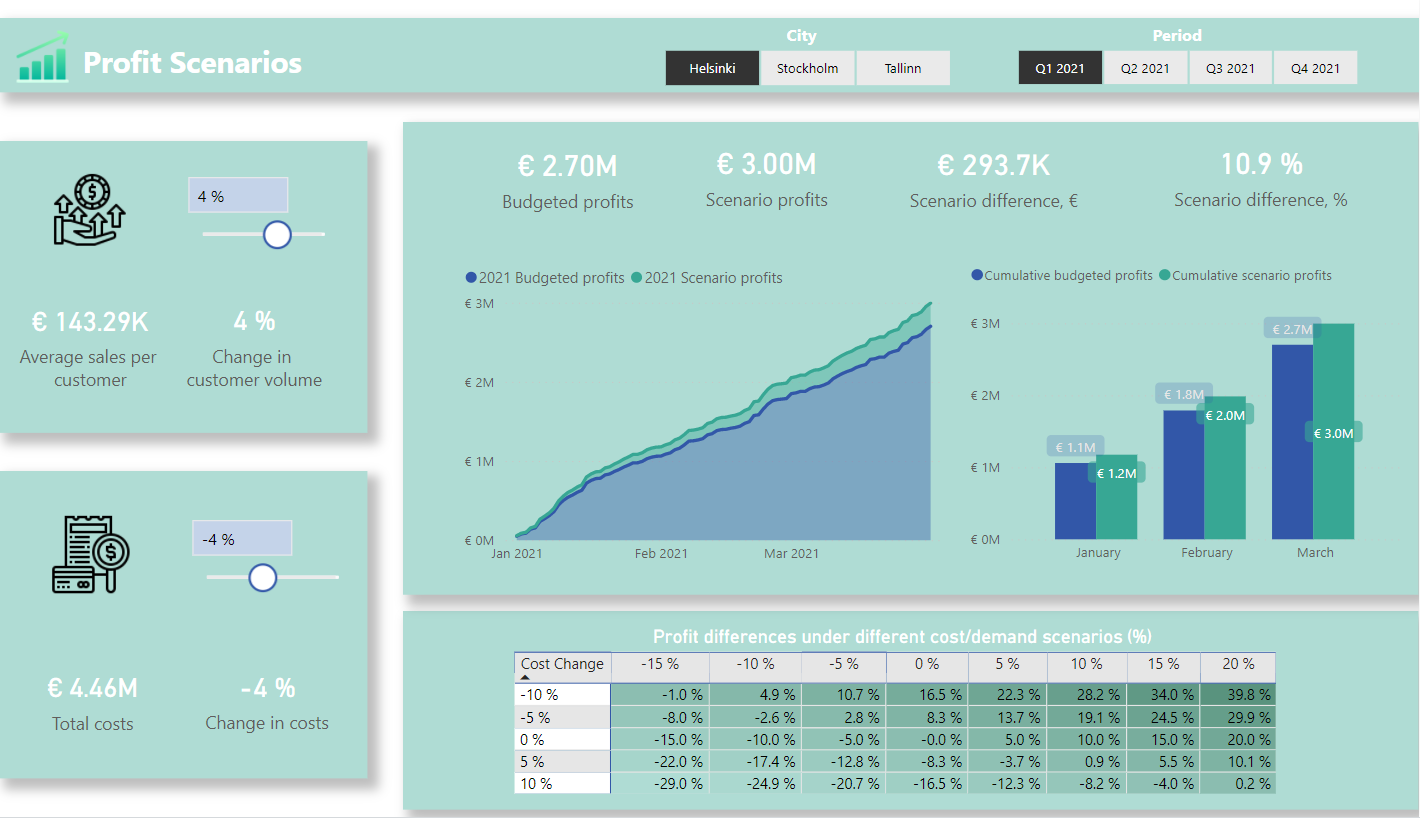 Profit Scenarios
City
Helsinki Stockholm Tallinn
Period
Q1 2021 Q2 2021 Q3 2021 Q4 2021
4 %
€ 143.29K
Average sales per
customer
4 %
Change in
customer volume
-4 %
€ 4.46M
Total costs
-4 %
Change in costs
€ 2.70M
Budgeted profits
€ 3.00M
Scenario profits
€ 293.7K
Scenario difference, €
10.9 %
Scenario difference, %
2021 Budgeted profits 2021 Scenario profits
€ 3M
€ 2M
€ 1M
€ 0M
Jan 2021 Feb 2021 Mar 2021
Cumulative budgeted profits Cumulative scenario profits
€ 3M
€ 2M
€ 1M
€ 0M
€ 1.1M
€ 1.2M
€ 1.8M
€ 2.0M
€ 2.7M
€ 3.0M
January February March
Profit differences under different cost/demand scenarios (%)
Cost Change -15 % -10 % -5 % 0 % 5 % 10 % 15 % 20 %
-10 % -1.0 % 4.9 % 10.7 % 16.5 % 22.3 % 28.2 % 34.0 % 39.8 %
-5 % -8.0 % -2.6 % 2.8 % 8.3 % 13.7 % 19.1 % 24.5 % 29.9 %
0 % -15.0 % -10.0 % -5.0 % -0.0 % 5.0 % 10.0 % 15.0 % 20.0 %
5 % -22.0 % -17.4 % -12.8 % -8.3 % -3.7 % 0.9 % 5.5 % 10.1 %
10 % -29.0 % -24.9 % -20.7 % -16.5 % -12.3 % -8.2 % -4.0 % 0.2 %